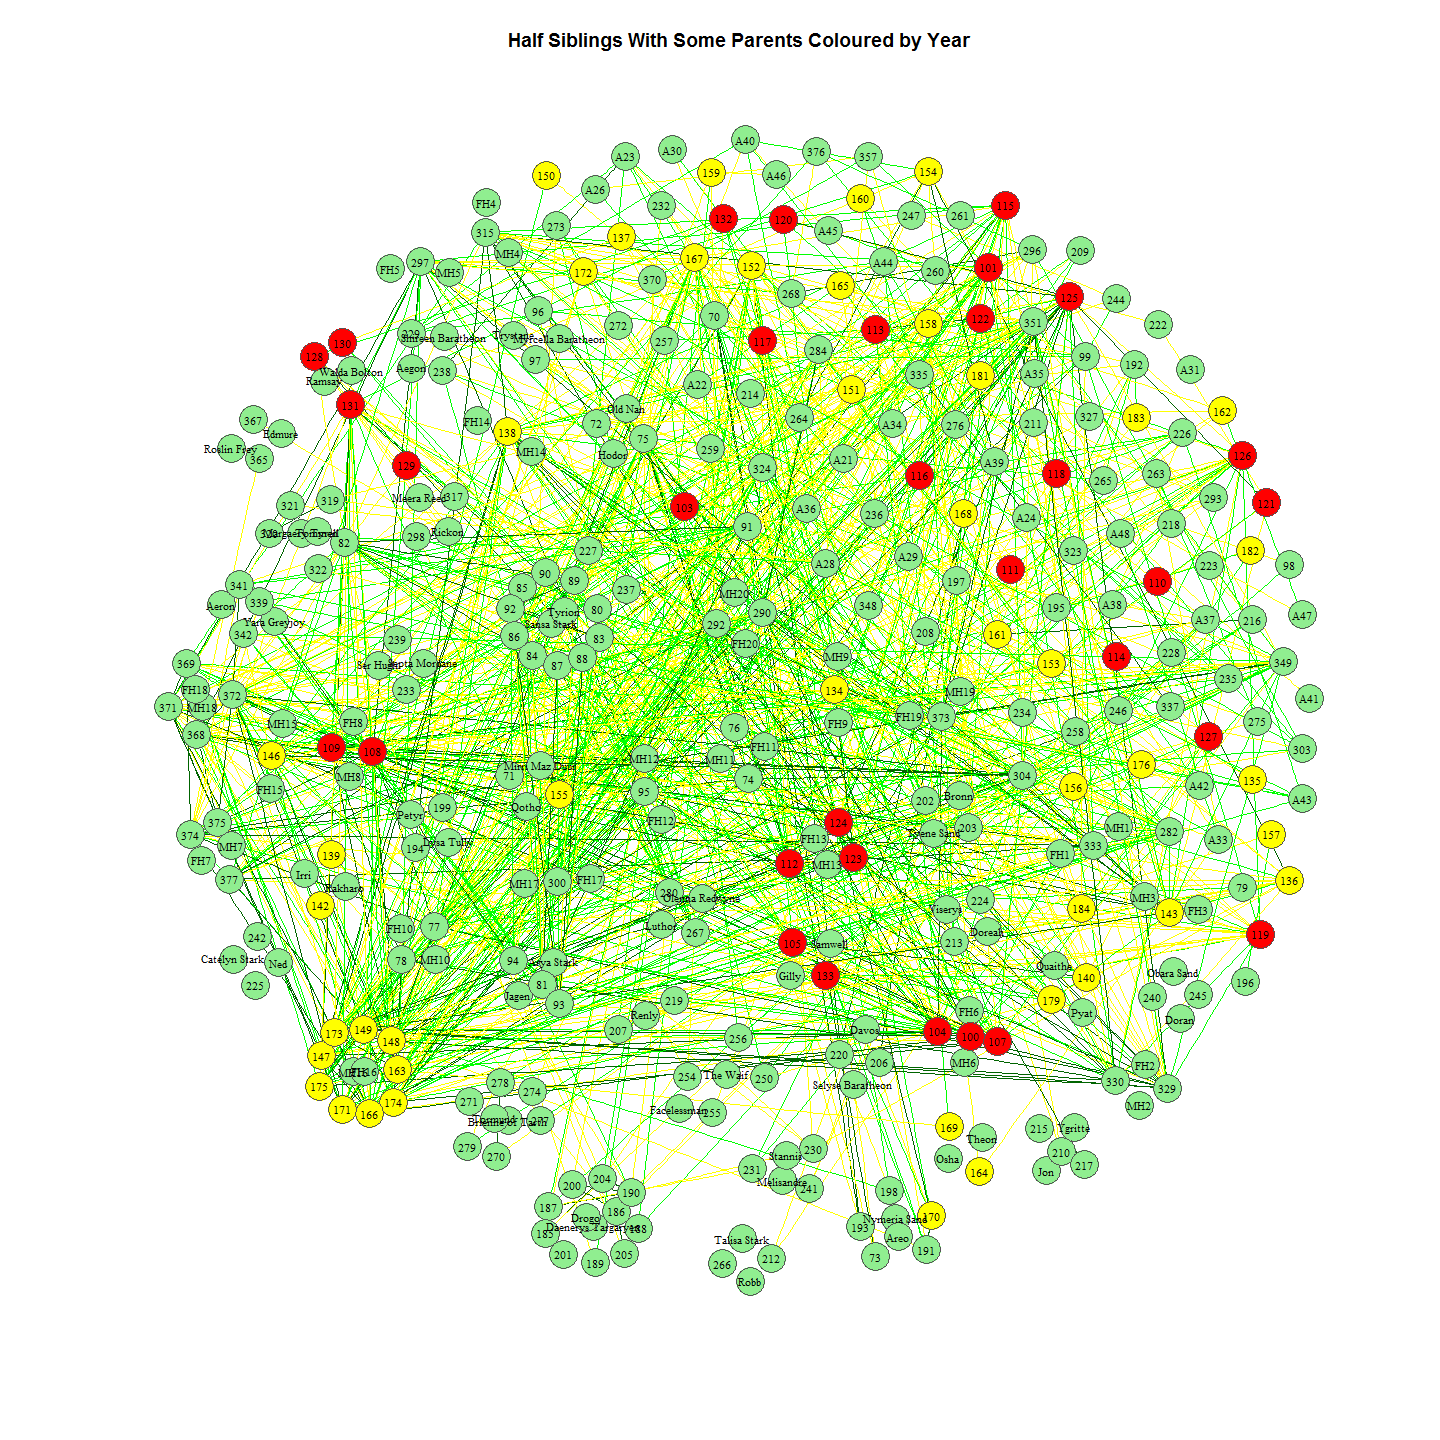 Half Siblings With Some Parents Coloured by Year
A40
A23
A30
376
357
150
159
A46
154
A26
160
FH4
232
132
120
247
261
115
273
315
137
A45
MH4
167
152
A44
296
209
FH5
297
MH5
172
370
268
165
260
101
125
244
96
70
113
158
122
351
222
130
229
Shireen Baratheon
Trystane
Myrcella Baratheon
272
257
117
284
99
128
97
192
A31
Walda Bolton
Aegon
238
335
181
A35
Ramsay
A22
214
151
131
Old Nan
162
367
FH14
72
264
A34
276
211
327
183
Edmure
138
75
226
Roslin Frey
365
MH14
Hodor
259
A21
A39
126
129
324
116
118
265
263
Meera Reed
317
293
121
321
319
103
A36
236
168
A24
82
298
Rickon
91
323
A48
218
227
A28
A29
182
322
90
98
341
85
89
237
197
111
223
110
Aeron
339
92
80
MH20
348
195
A38
A47
Yara Greyjoy
Tyrion
290
A37
216
342
239
86
Sansa Stark
83
292
208
161
FH20
228
369
Ser Hugh
Septa Mordane
84
87
88
MH9
153
114
349
FH18
372
233
134
MH19
235
A41
371
MH18
MH15
FH8
FH19
373
234
246
337
275
368
76
FH9
258
127
303
109
108
FH11
146
MH12
MH11
MH8
Mirri Maz Duur
71
74
304
176
135
FH15
155
95
156
A42
A43
Petyr
199
Qotho
202
Bronn
375
FH12
124
MH1
374
194
Lysa Tully
FH13
Tyene Sand
203
282
157
A33
MH7
139
112
MH13
123
FH1
333
FH7
377
Irri
Rakharo
MH17
300
FH17
136
280
Olenna Redwyne
79
142
MH3
224
Viserys
184
143
FH3
FH10
77
Luthor
267
Doreah
242
105
Samwell
213
119
Catelyn Stark
Ned
78
MH10
94
Arya Stark
Quaithe
Obara Sand
225
81
Gilly
133
140
196
Jagen
93
219
179
240
245
207
Renly
FH6
Pyat
Doran
173
149
256
Davos
104
100
107
148
147
220
206
MH6
FH2
MH16
FH16
163
254
The Waif
250
Selyse Baratheon
330
329
175
278
274
171
166
174
271
Facelessman
255
MH2
Brienne of Tarth
277
169
Theon
215
Ygritte
279
270
Stannis
230
Osha
164
210
217
Jon
231
200
204
190
Melisandre
241
198
187
186
Drogo
Nymeria Sand
170
185
Daenerys Targaryen
188
193
Areo
Talisa Stark
201
189
205
266
212
73
191
Robb